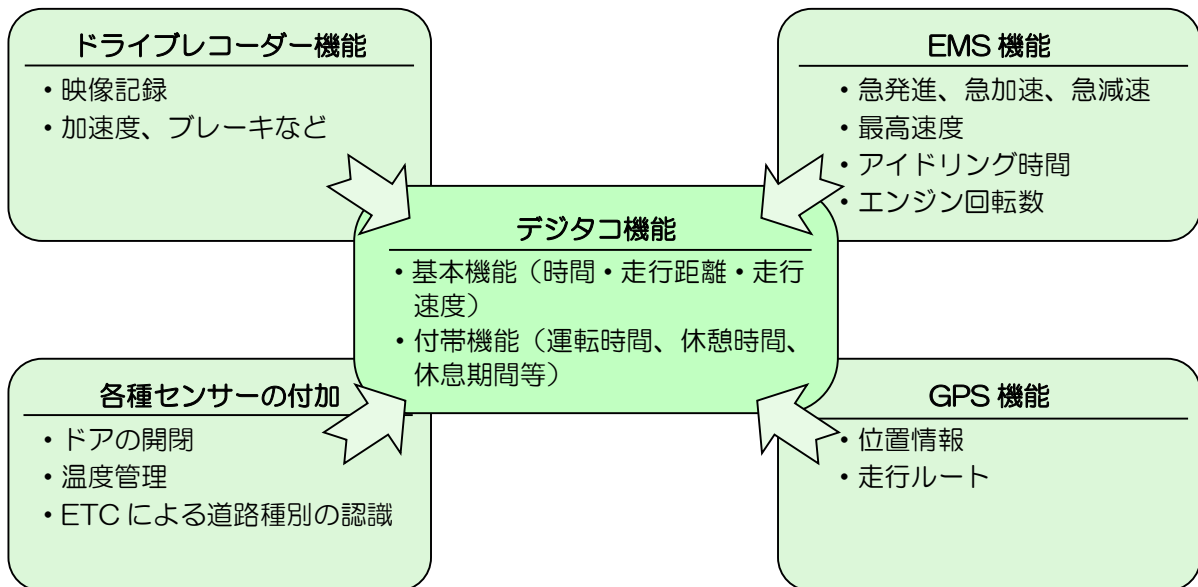 ドライブレコーダー機能
・映像記録
・加速度、ブレーキなど
EMS 機能
・急発進、急加速、急減速
・最高速度
・アイドリング時間
・エンジン回転数
デジタコ機能
・基本機能（時間・走行距離・走行
速度）
・付帯機能（運転時間、休憩時間、
休息期間等）
各種センサーの付加
・ドアの開閉
・温度管理
・ETC による道路種別の認識
GPS 機能
・位置情報
・走行ルート